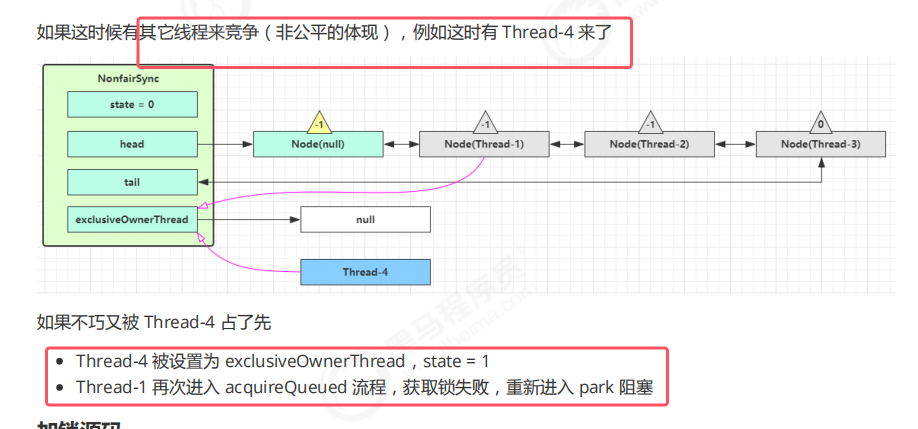 如果这时候有其它线程来竞争（非公平的体现），例如这时有 Thread-4 来了
NonfairSync
state = 0
-1
-1
-1
0
head
Node(null)
Node(Thread-1)
Node(Thread-2)
Node(Thread-3)
tail
exclusiveOwnerThread
null
Thread-4
如果不巧又被 Thread-4 占了先
• Thread-4 被设置为 exclusiveOwnerThread，state = 1
• Thread-1 再次进入 acquireQueued 流程，获取锁失败，重新进入 park 阻塞